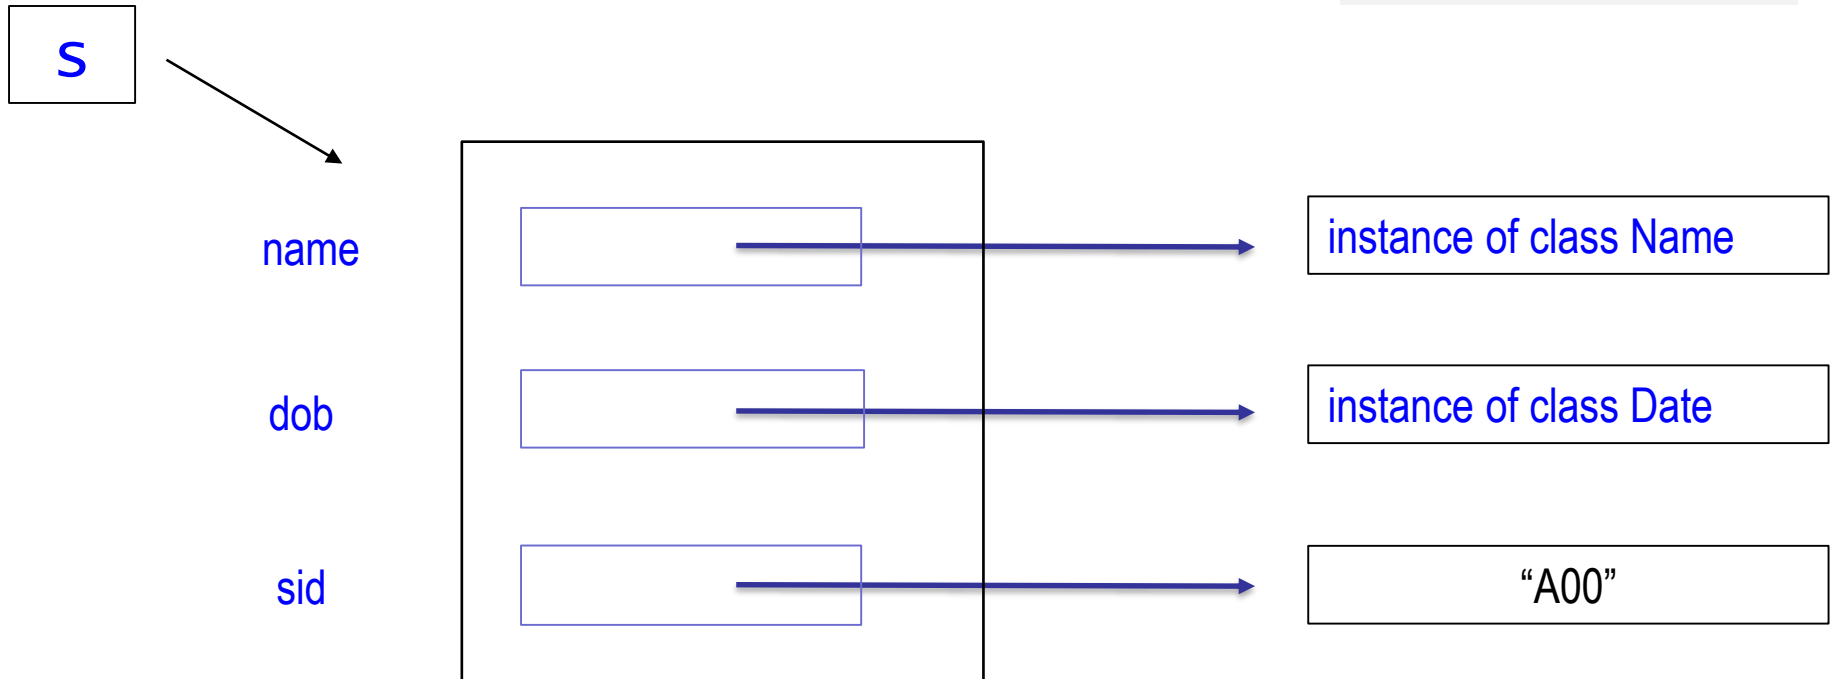 s
name
instance of class Name
dob
instance of class Date
sid
“A00”